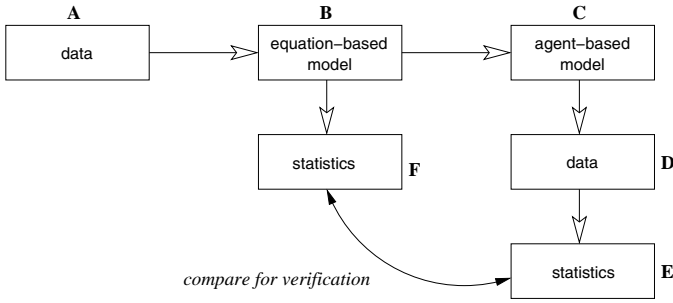 A
B
C
data
equation–based
model
agent–based
model
statistics
F
data
D
compare for verification
statistics
E